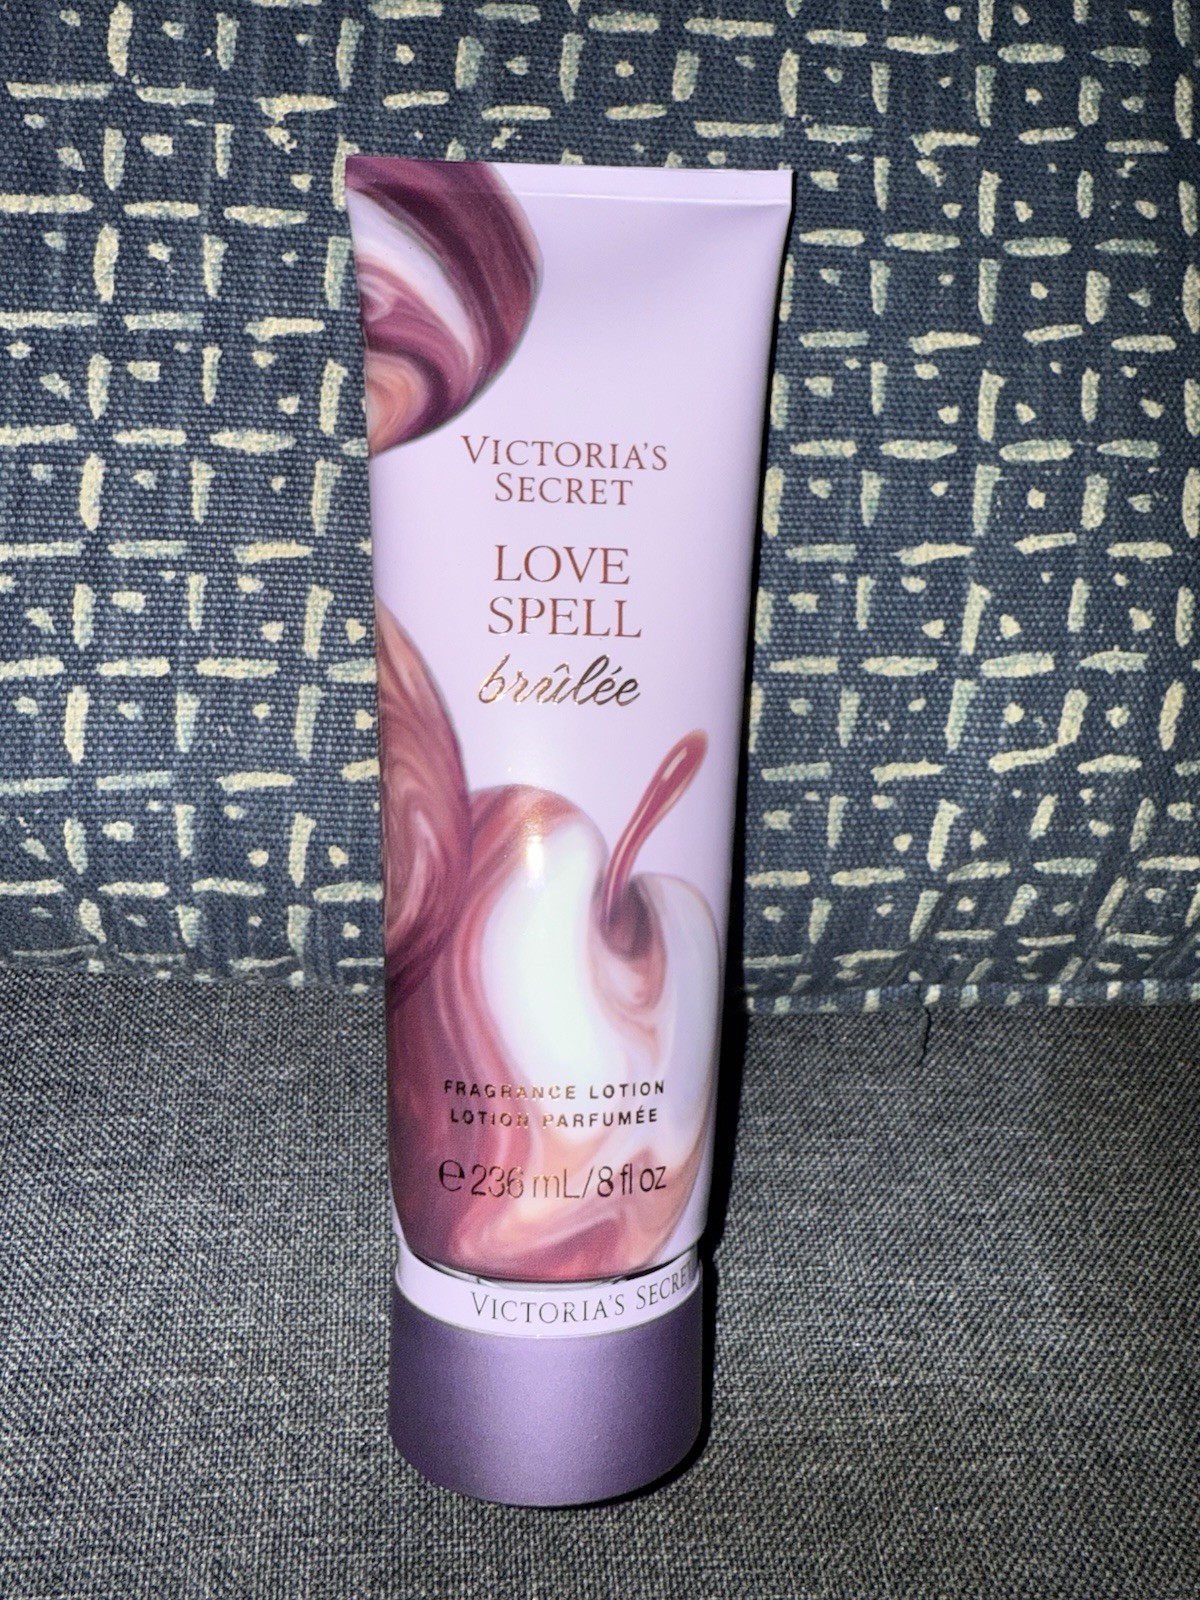 VICTORIA'S
SECRET
LOVE
SPELL
brûlée
FRAGRANCE LOTION
LOTION PARFUMÉE
℮ 236 mL/8 fl oz
VICTORIA'S SECRET